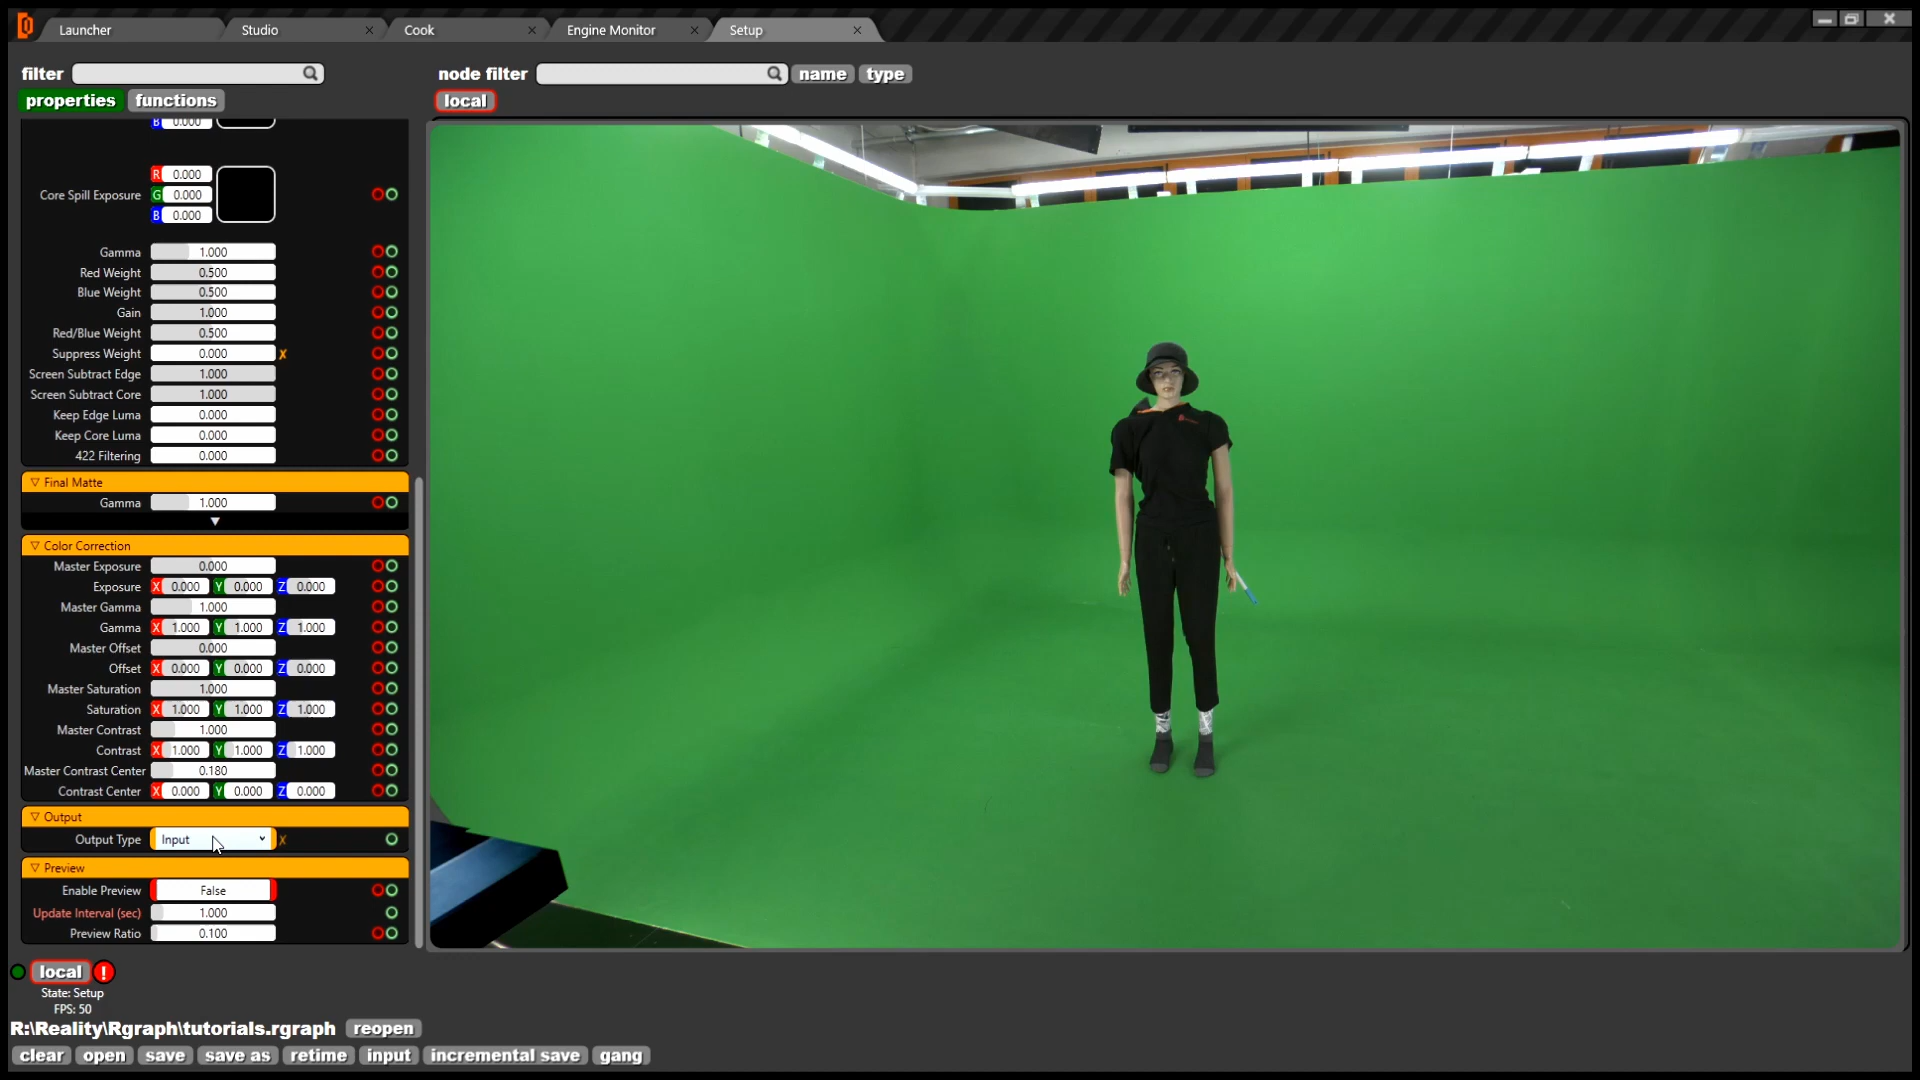 Launcher
Studio
Cook
Engine Monitor
Setup
filter
node filter
name
type
properties
functions
local
B 0.000
R 0.000
Core Spill Exposure G 0.000
B 0.000
Gamma 1.000
Red Weight 0.500
Blue Weight 0.500
Gain 1.000
Red/Blue Weight 0.500
Suppress Weight 0.000 X
Screen Subtract Edge 1.000
Screen Subtract Core 1.000
Keep Edge Luma 0.000
Keep Core Luma 0.000
422 Filtering 0.000
Final Matte
Gamma 1.000
Color Correction
Master Exposure 0.000
Exposure X 0.000 Y 0.000 Z 0.000
Master Gamma 1.000
Gamma X 1.000 Y 1.000 Z 1.000
Master Offset 0.000
Offset X 0.000 Y 0.000 Z 0.000
Master Saturation 1.000
Saturation X 1.000 Y 1.000 Z 1.000
Master Contrast 1.000
Contrast X 1.000 Y 1.000 Z 1.000
Master Contrast Center 0.180
Contrast Center X 0.000 Y 0.000 Z 0.000
Output
Output Type Input X
Preview
Enable Preview False
Update Interval (sec) 1.000
Preview Ratio 0.100
local !
State: Setup
FPS: 50
R:\Reality\Rgraph\tutorials.rgraph reopen
clear open save save as retime input incremental save gang